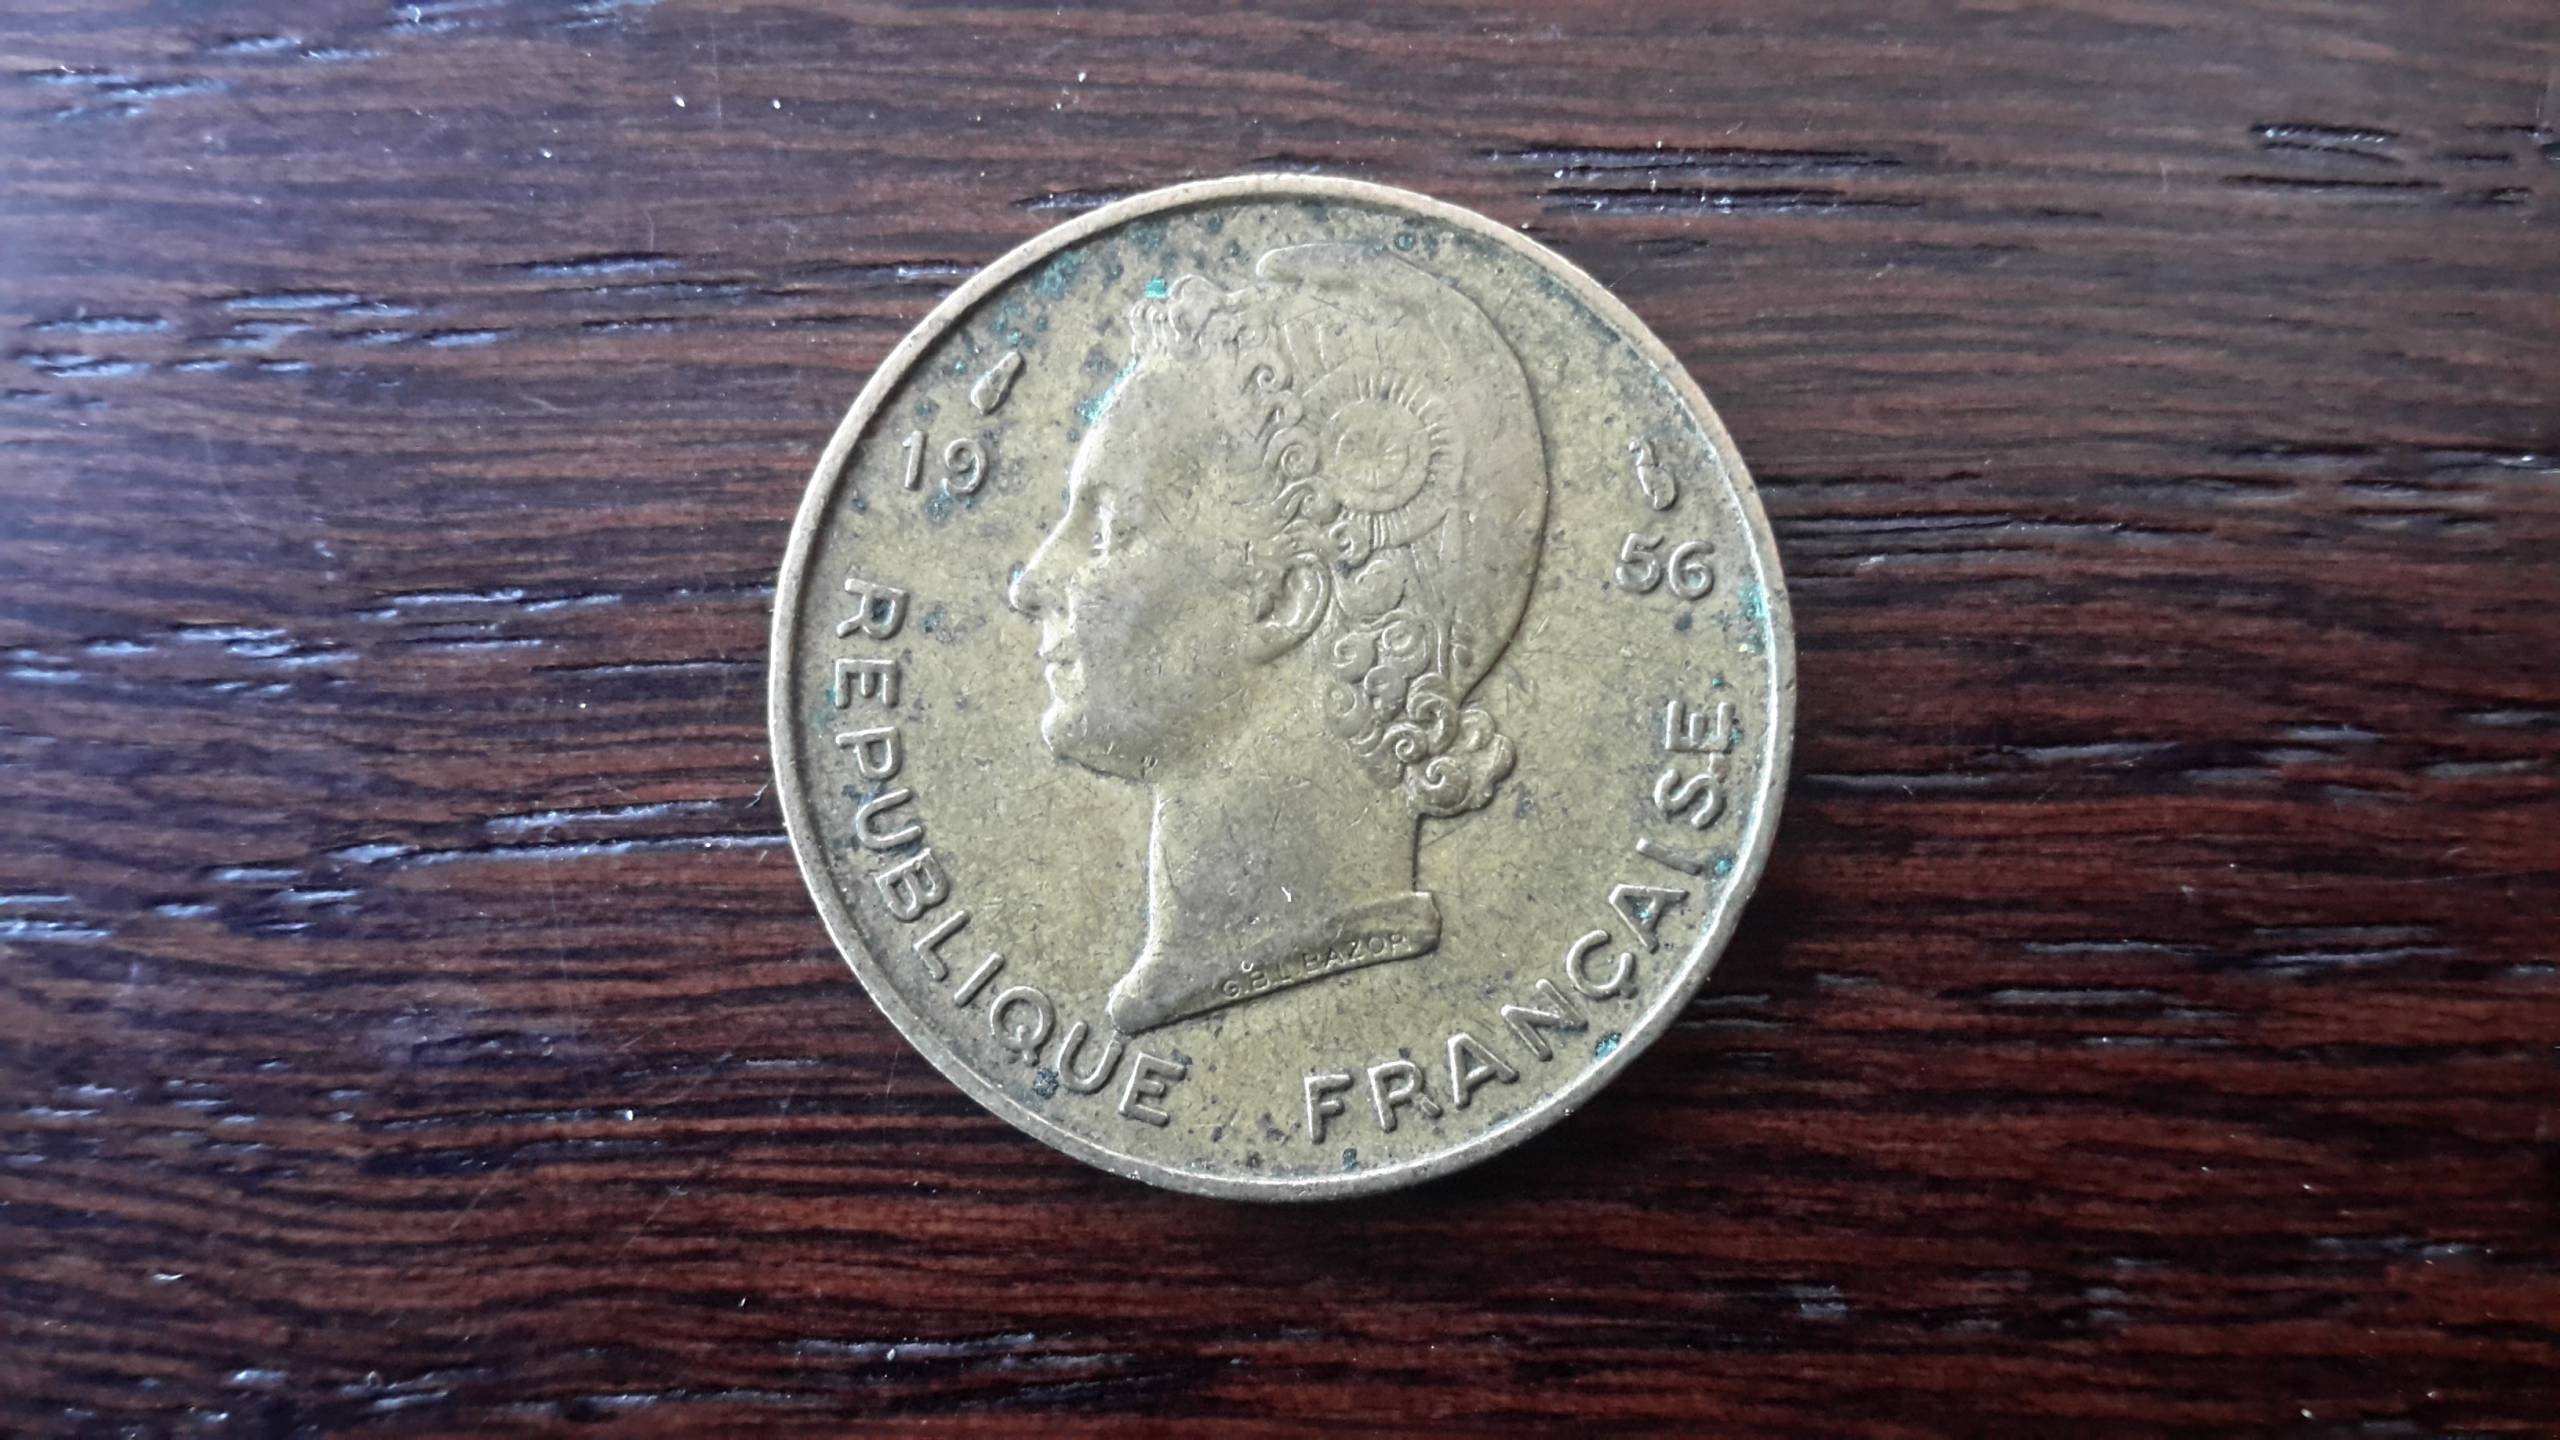 19 56
REPUBLIQUE FRANÇAISE
G.B.L BAZOR